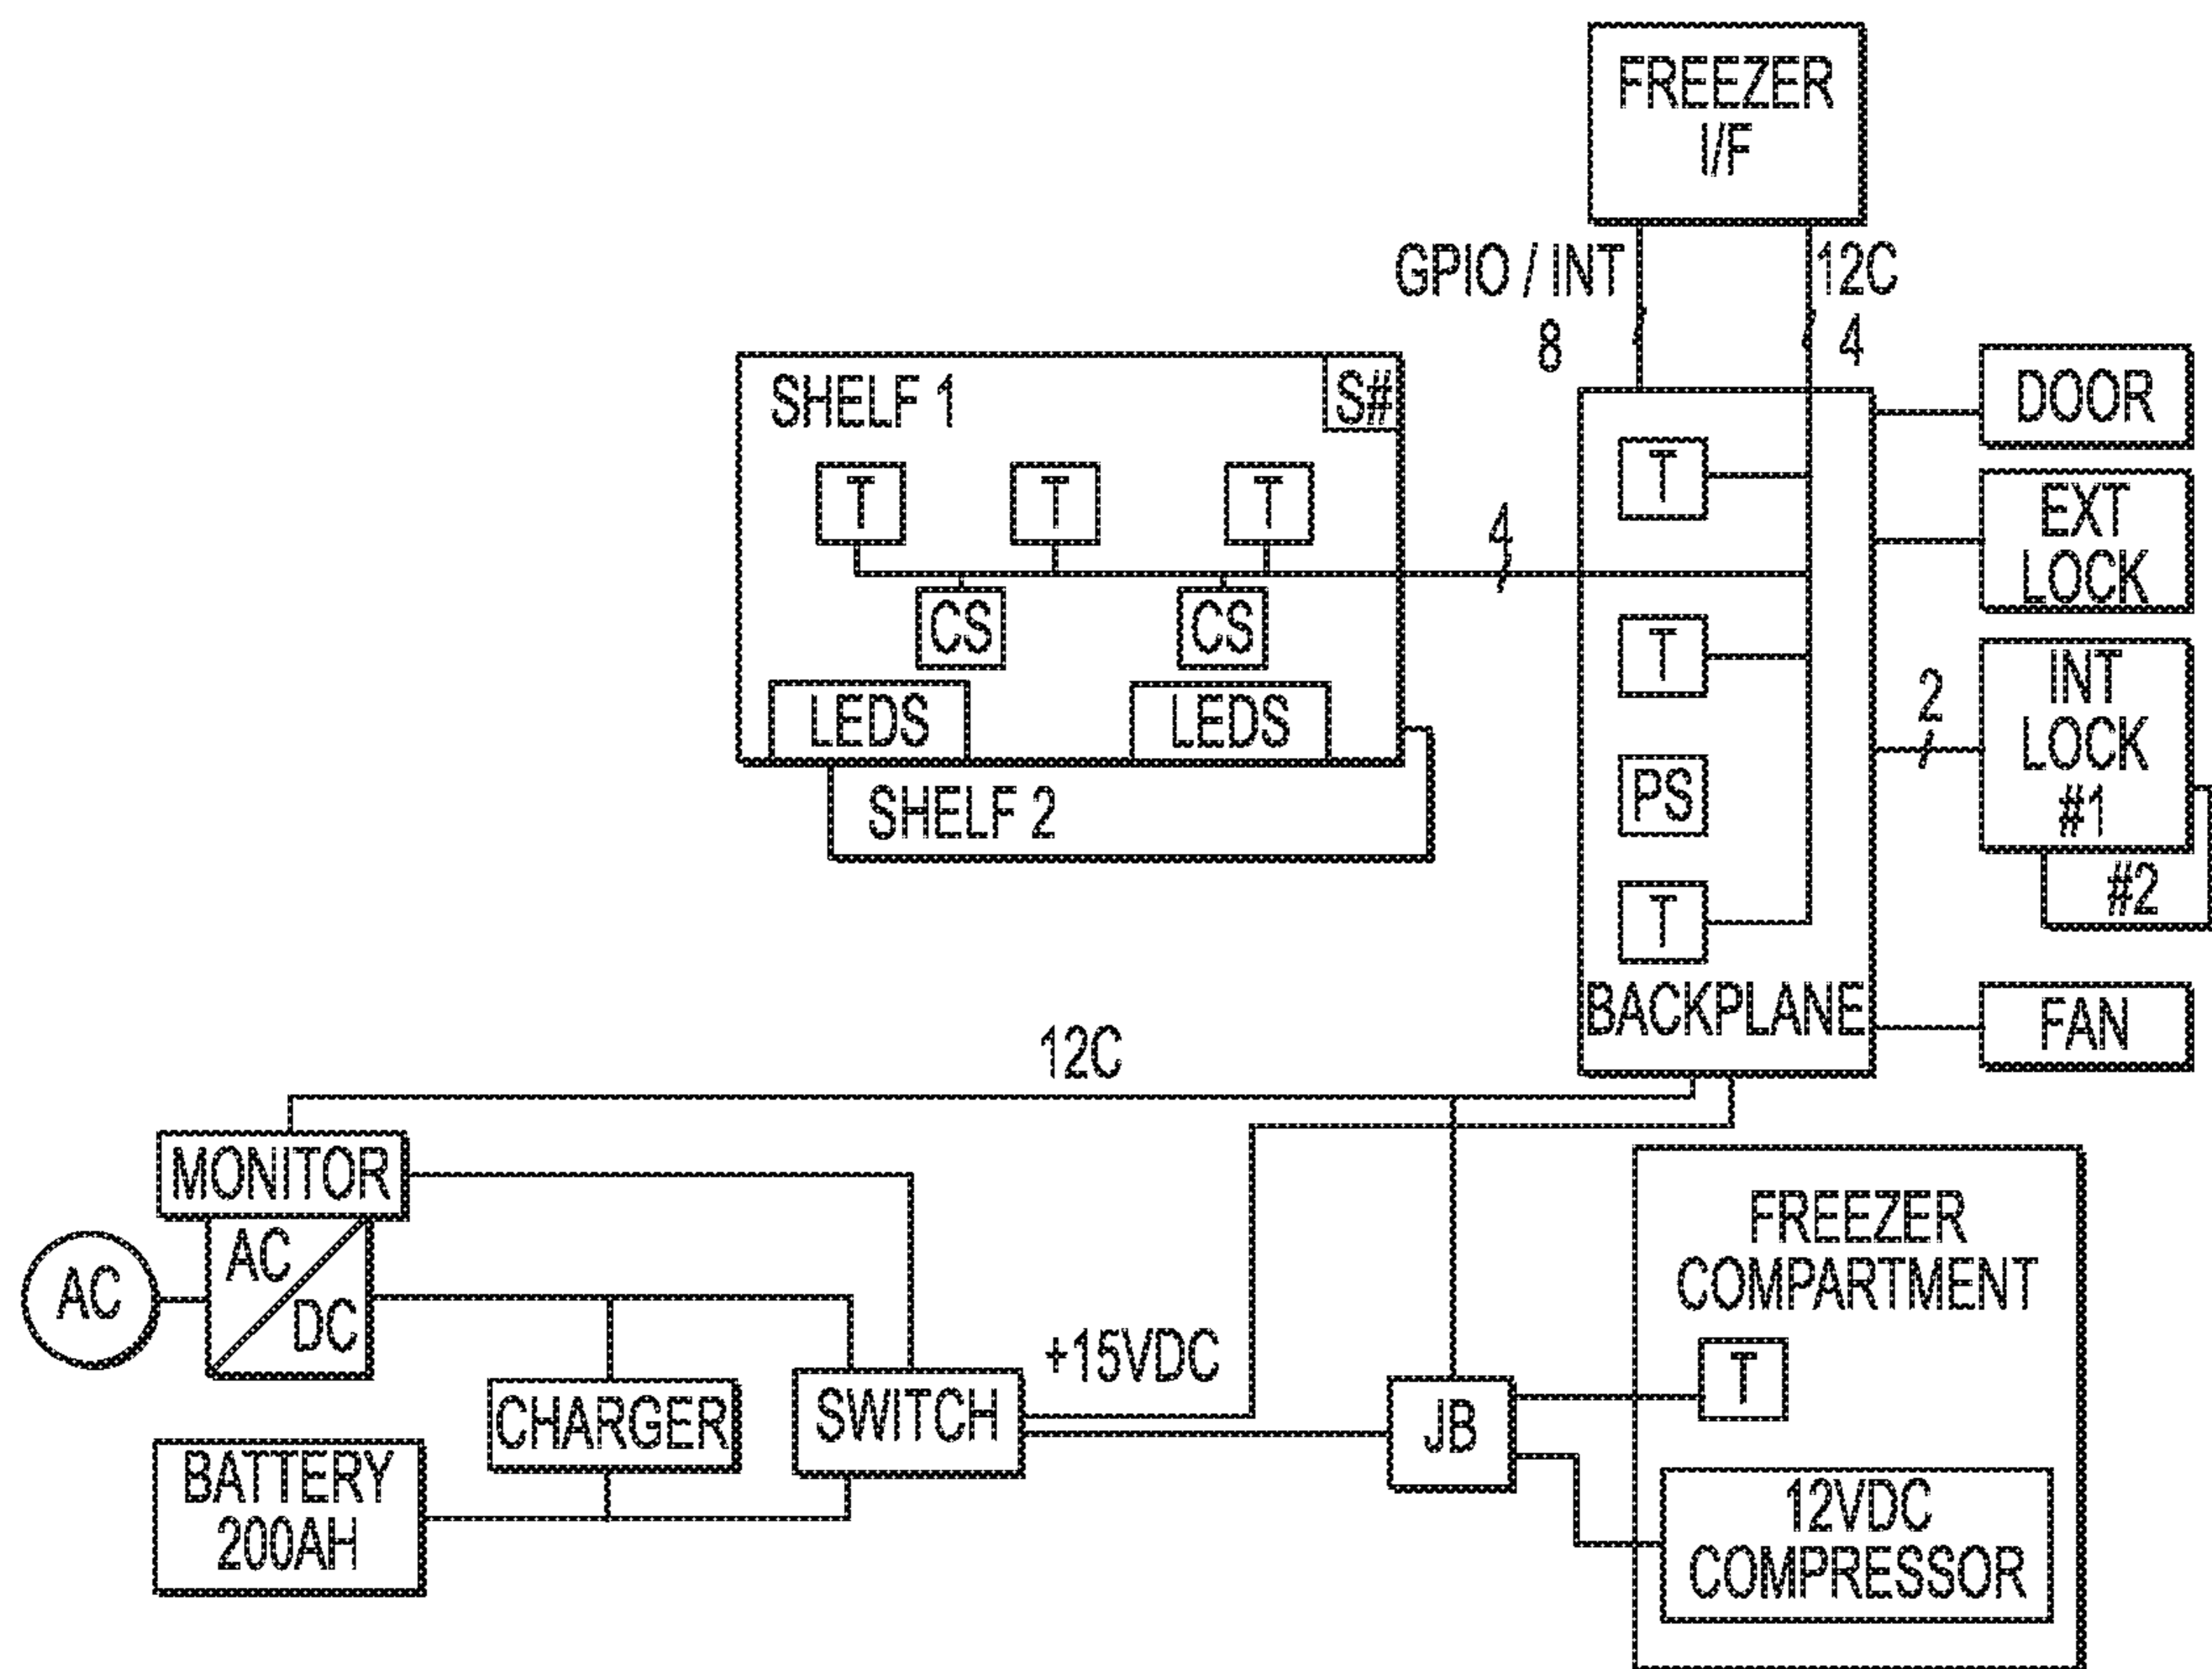 FREEZER
I/F
GPIO / INT
12C
8
4
SHELF 1
S#
T
T
T
4
CS
CS
LEDS
LEDS
SHELF 2
T
T
PS
T
BACKPLANE
DOOR
EXT
LOCK
2
INT
LOCK
#1
#2
FAN
12C
MONITOR
AC
AC
DC
CHARGER
SWITCH
+15VDC
BATTERY
200AH
JB
FREEZER
COMPARTMENT
T
12VDC
COMPRESSOR